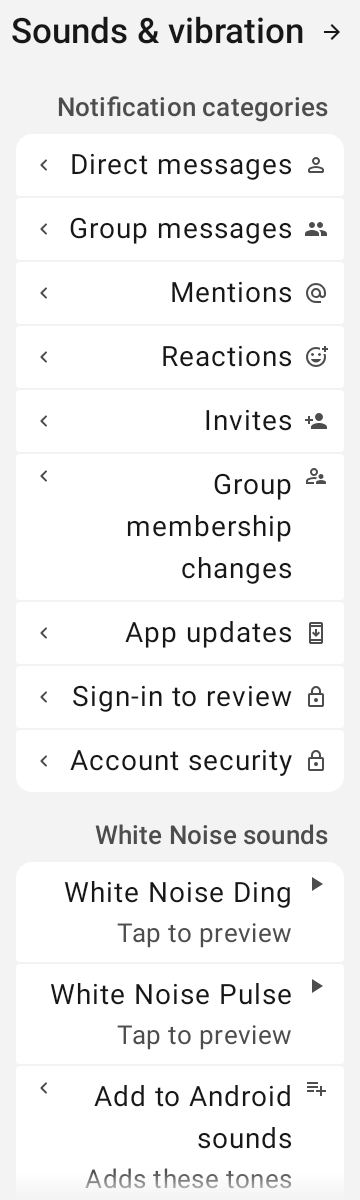 Sounds & vibration
Notification categories
Direct messages
Group messages
Mentions
Reactions
Invites
Group
membership
changes
App updates
Sign-in to review
Account security
White Noise sounds
White Noise Ding
Tap to preview
White Noise Pulse
Tap to preview
Add to Android
sounds
Adds these tones